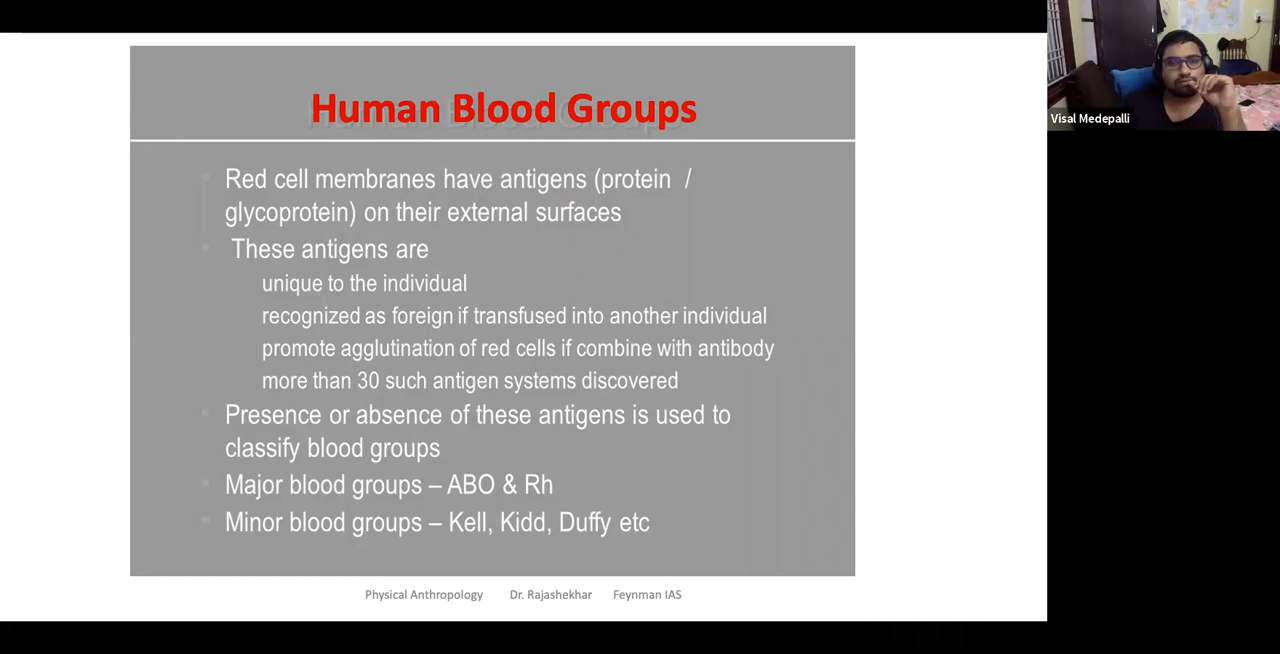 Human Blood Groups
Red cell membranes have antigens (protein /
glycoprotein) on their external surfaces
These antigens are
unique to the individual
recognized as foreign if transfused into another individual
promote agglutination of red cells if combine with antibody
more than 30 such antigen systems discovered
Presence or absence of these antigens is used to
classify blood groups
Major blood groups – ABO & Rh
Minor blood groups – Kell, Kidd, Duffy etc
Physical Anthropology Dr. Rajashekhar Feynman IAS
Visal Medepalli